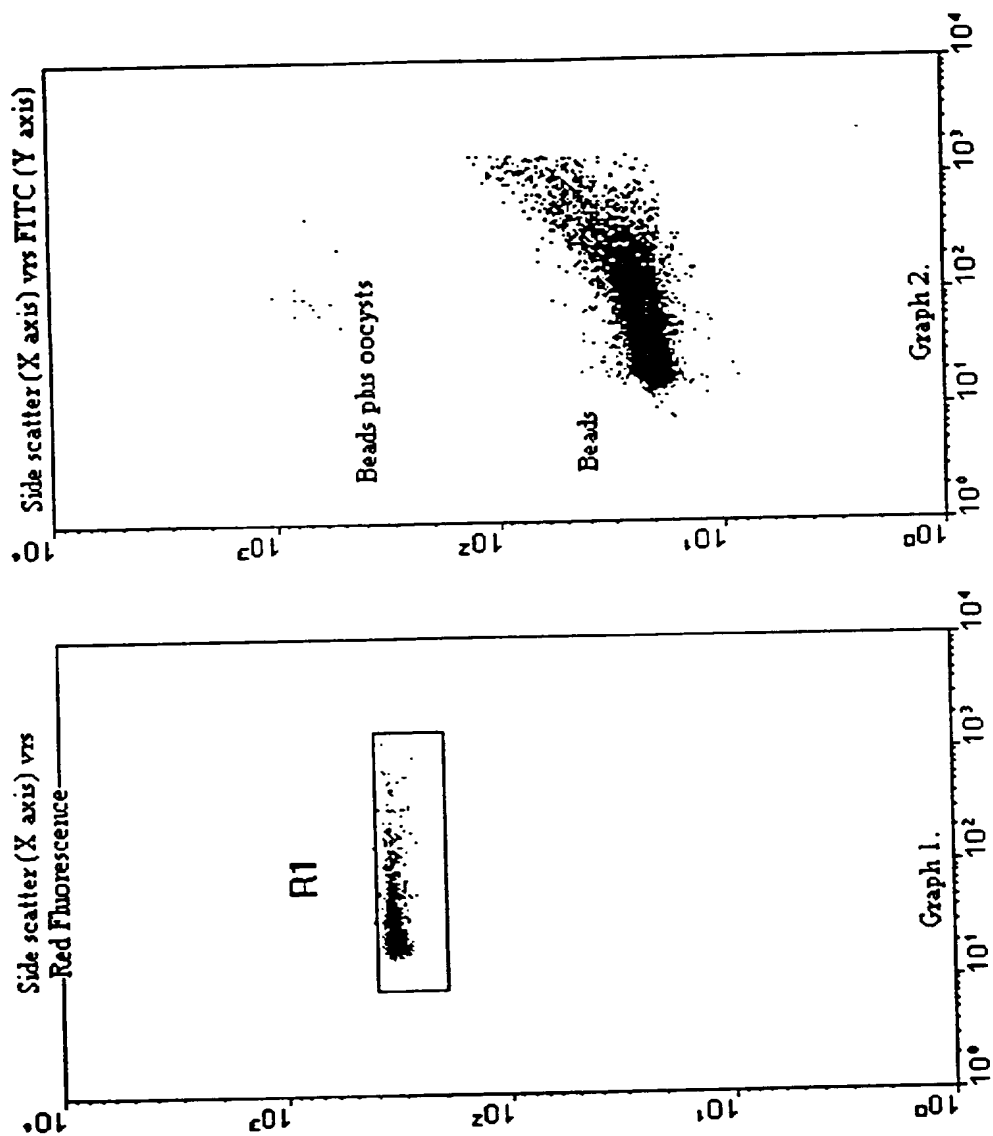 Side scatter (X axis) vrs
Red Fluorescence
R1
10⁴
10³
10²
10¹
10⁰
10⁰ 10¹ 10² 10³ 10⁴
Graph 1.
Side scatter (X axis) vrs FITC (Y axis)
Beads plus oocysts
Beads
10⁴
10³
10²
10¹
10⁰
10⁰ 10¹ 10² 10³ 10⁴
Graph 2.